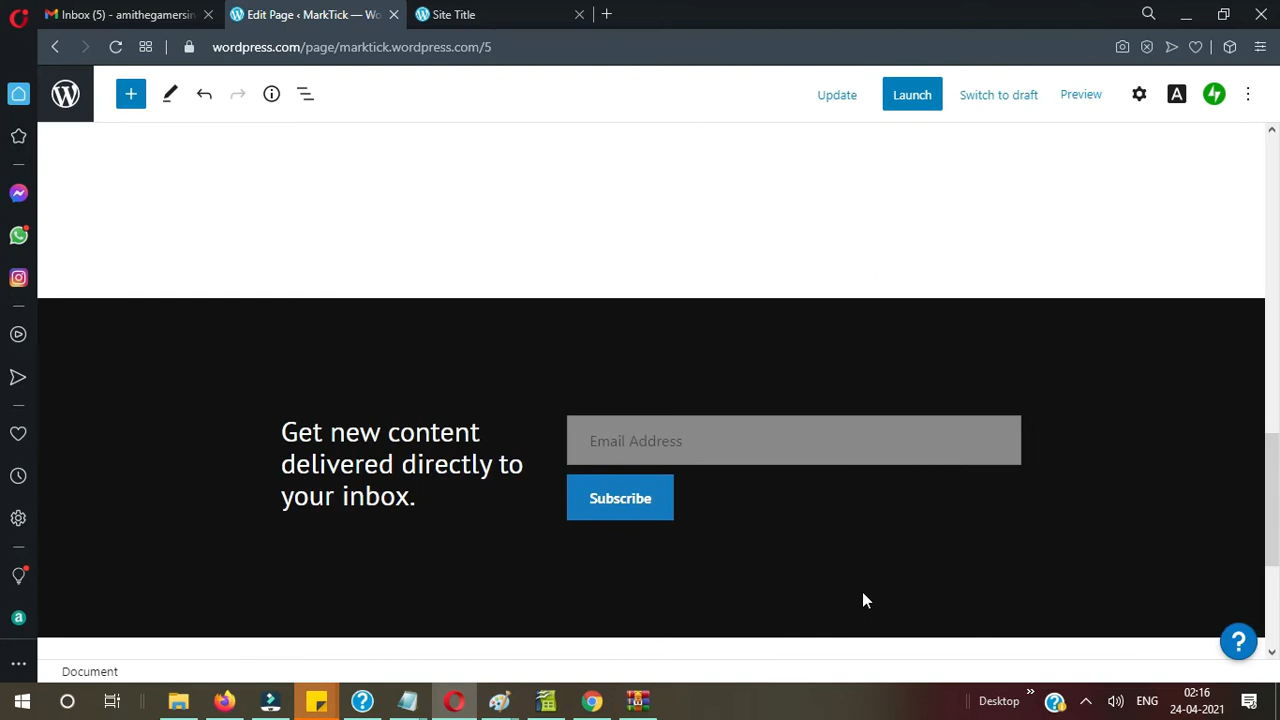 Inbox (5) - amithegamersin
Edit Page ‹ MarkTick — Wo
Site Title
wordpress.com/page/marktick.wordpress.com/5
Update
Launch
Switch to draft
Preview
A
Get new content
delivered directly to
your inbox.
Email Address
Subscribe
?
Document
Desktop
ENG
02:16
24-04-2021